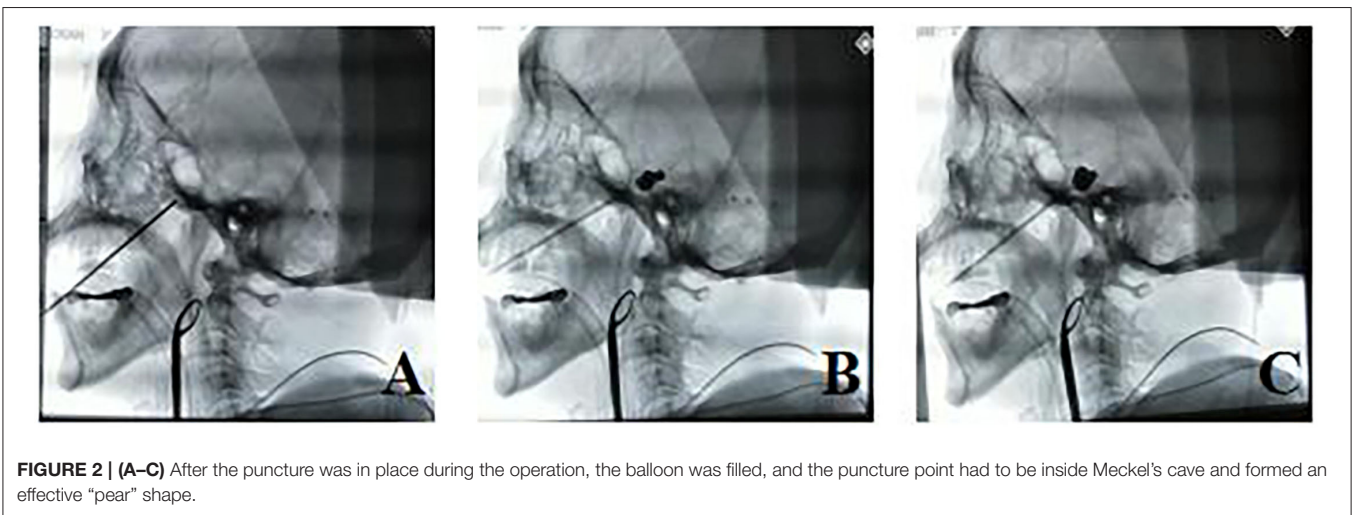 A
B
C
FIGURE 2 | (A–C) After the puncture was in place during the operation, the balloon was filled, and the puncture point had to be inside Meckel's cave and formed an
effective “pear” shape.